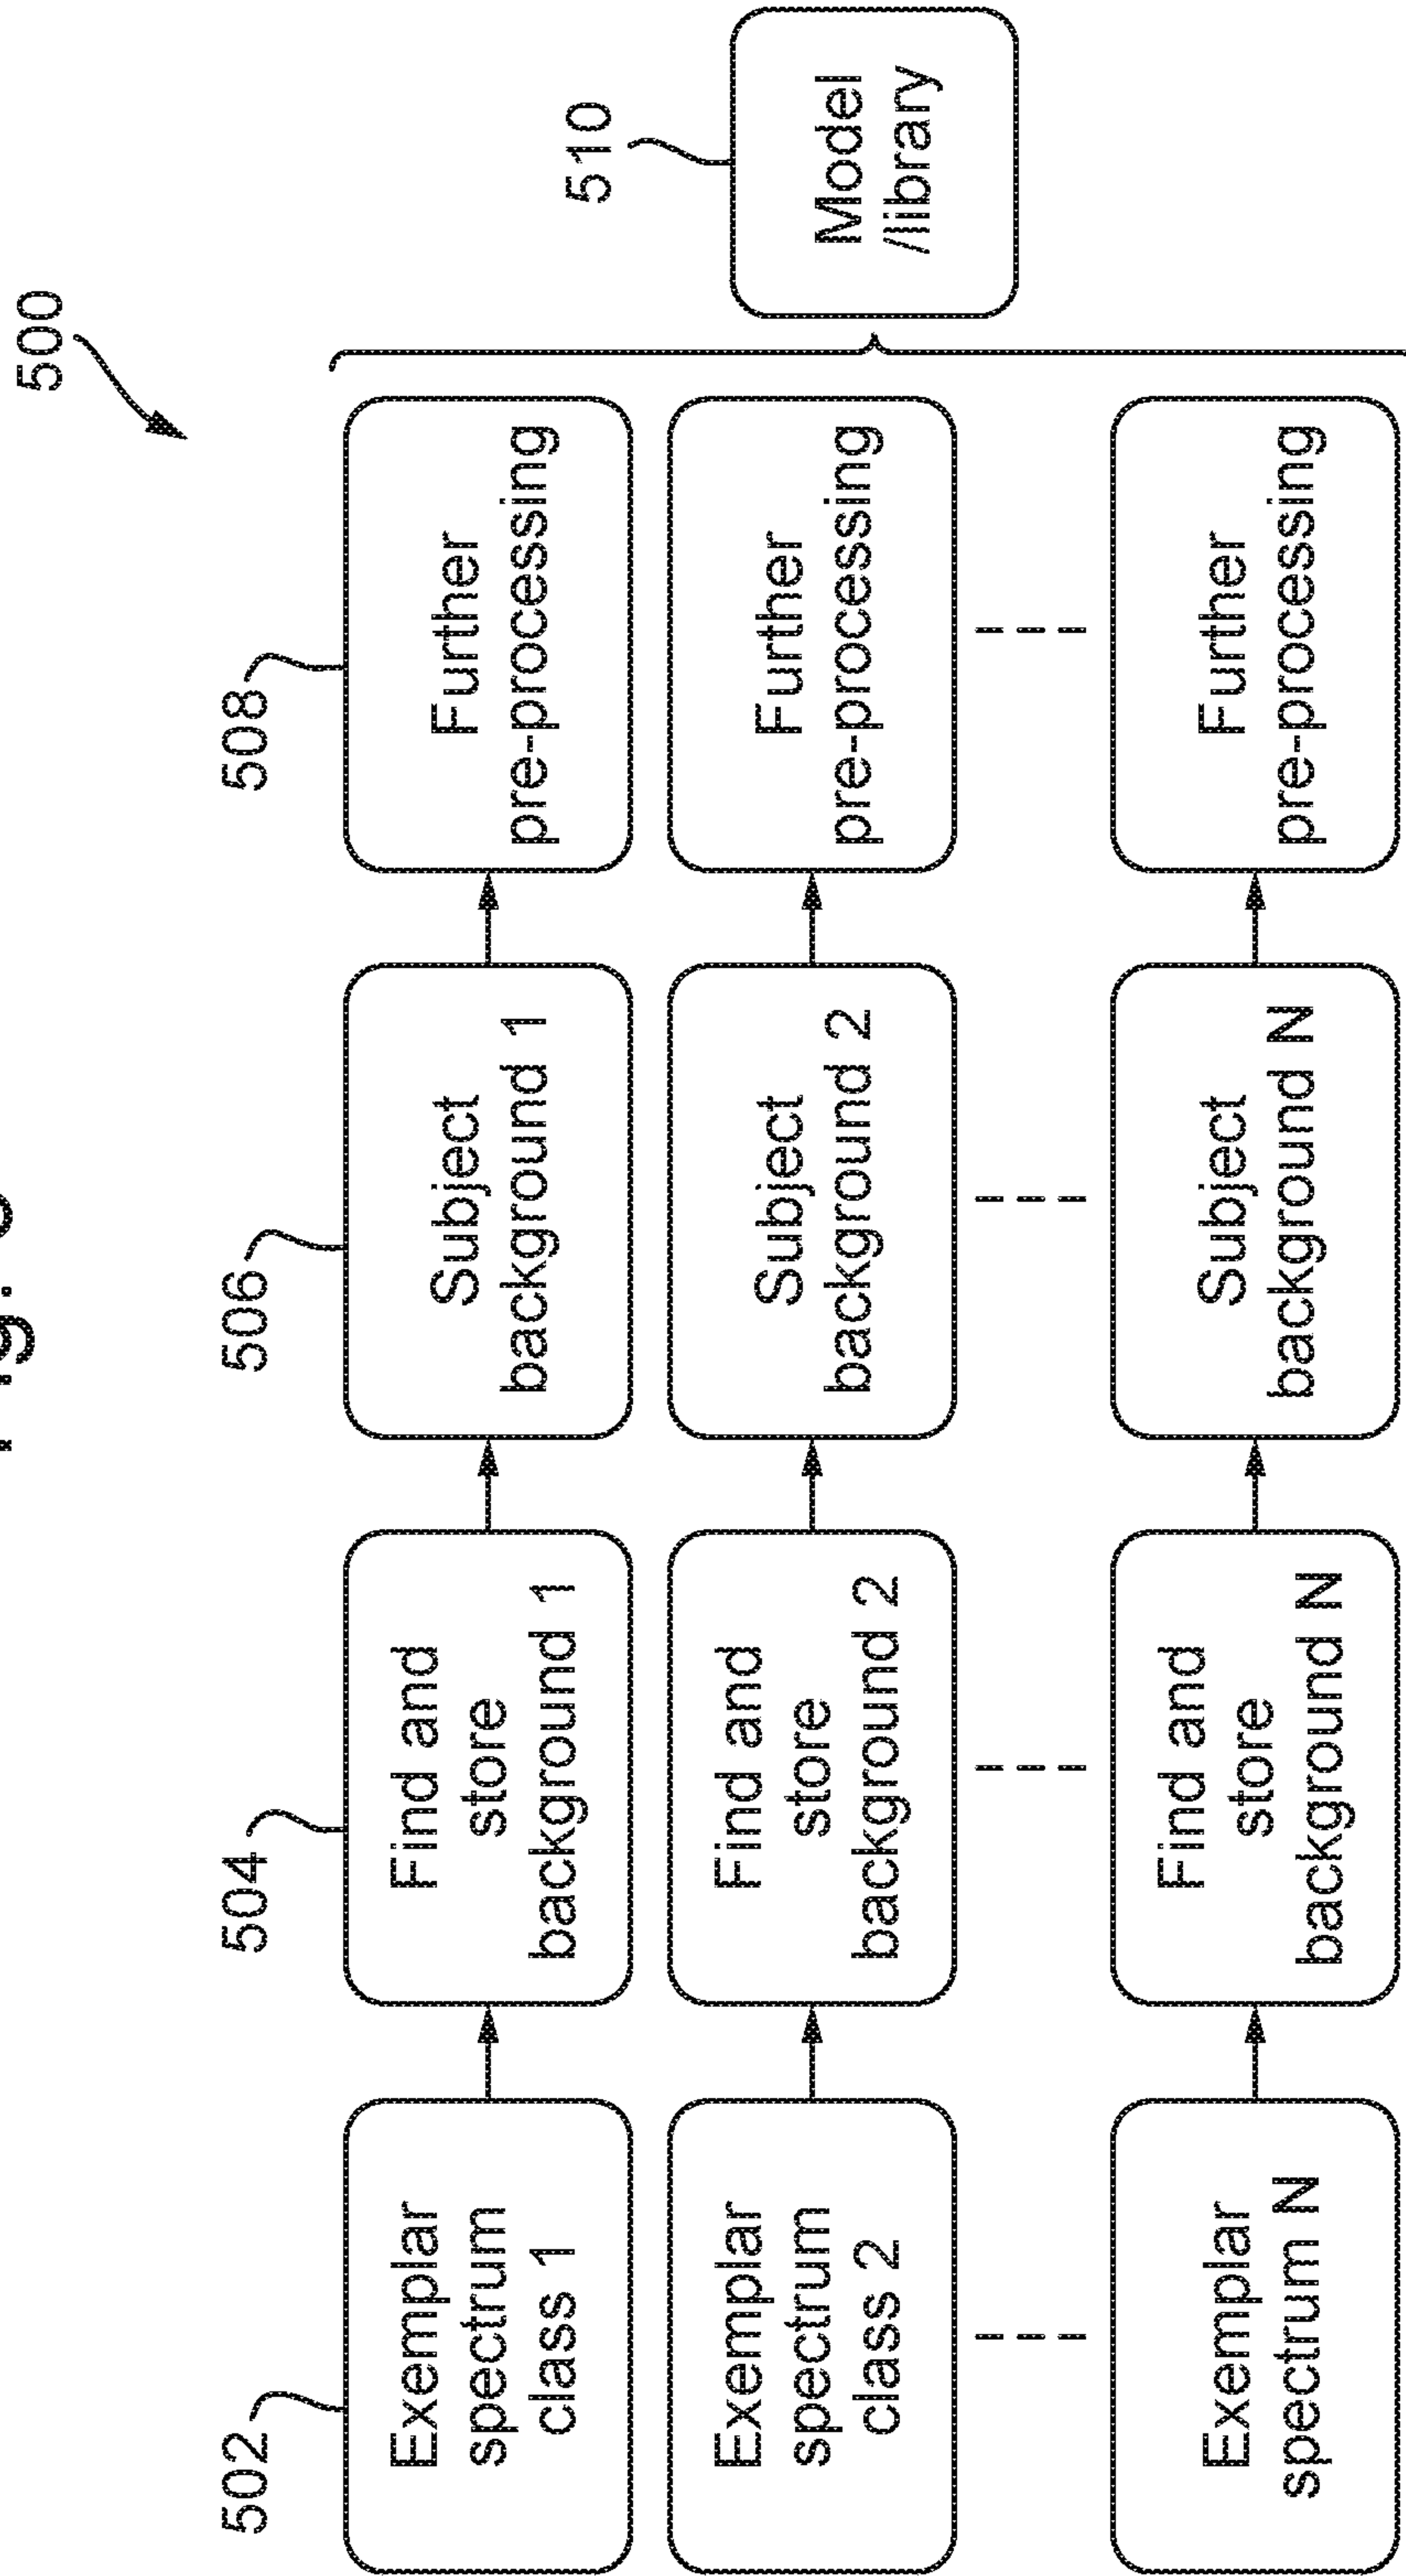 500
502
504
506
508
510
Exemplar
spectrum
class 1
Find and
store
background 1
Subject
background 1
Further
pre-processing
Exemplar
spectrum
class 2
Find and
store
background 2
Subject
background 2
Further
pre-processing
Exemplar
spectrum N
Find and
store
background N
Subject
background N
Further
pre-processing
Model
/library